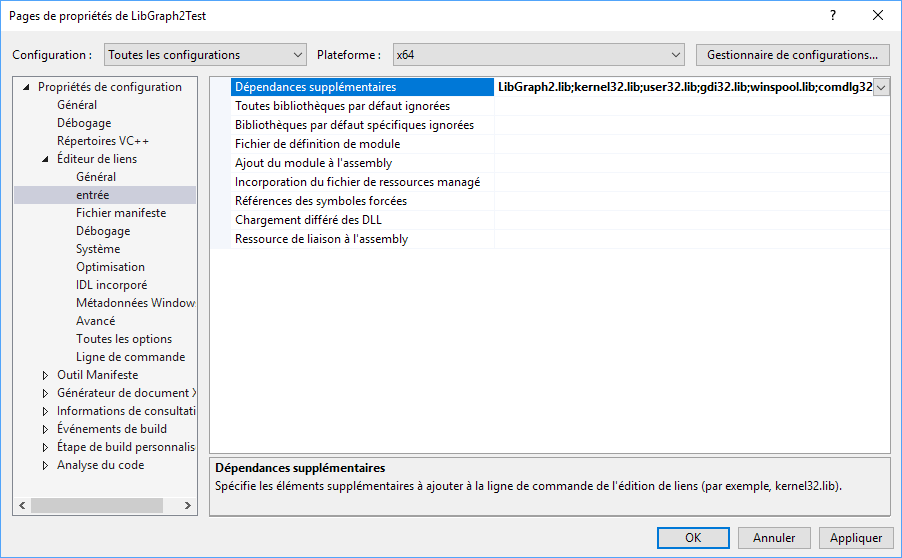 Pages de propriétés de LibGraph2Test
Configuration : Toutes les configurations Plateforme : x64 Gestionnaire de configurations...
Propriétés de configuration
Général
Débogage
Répertoires VC++
Éditeur de liens
Général
entrée
Fichier manifeste
Débogage
Système
Optimisation
IDL incorporé
Métadonnées Window
Avancé
Toutes les options
Ligne de commande
Outil Manifeste
Générateur de document X
Informations de consultati
Événements de build
Étape de build personnalis
Analyse du code
Dépendances supplémentaires LibGraph2.lib;kernel32.lib;user32.lib;gdi32.lib;winspool.lib;comdlg32
Toutes bibliothèques par défaut ignorées
Bibliothèques par défaut spécifiques ignorées
Fichier de définition de module
Ajout du module à l'assembly
Incorporation du fichier de ressources managé
Références des symboles forcées
Chargement différé des DLL
Ressource de liaison à l'assembly
Dépendances supplémentaires
Spécifie les éléments supplémentaires à ajouter à la ligne de commande de l'édition de liens (par exemple, kernel32.lib).
OK Annuler Appliquer